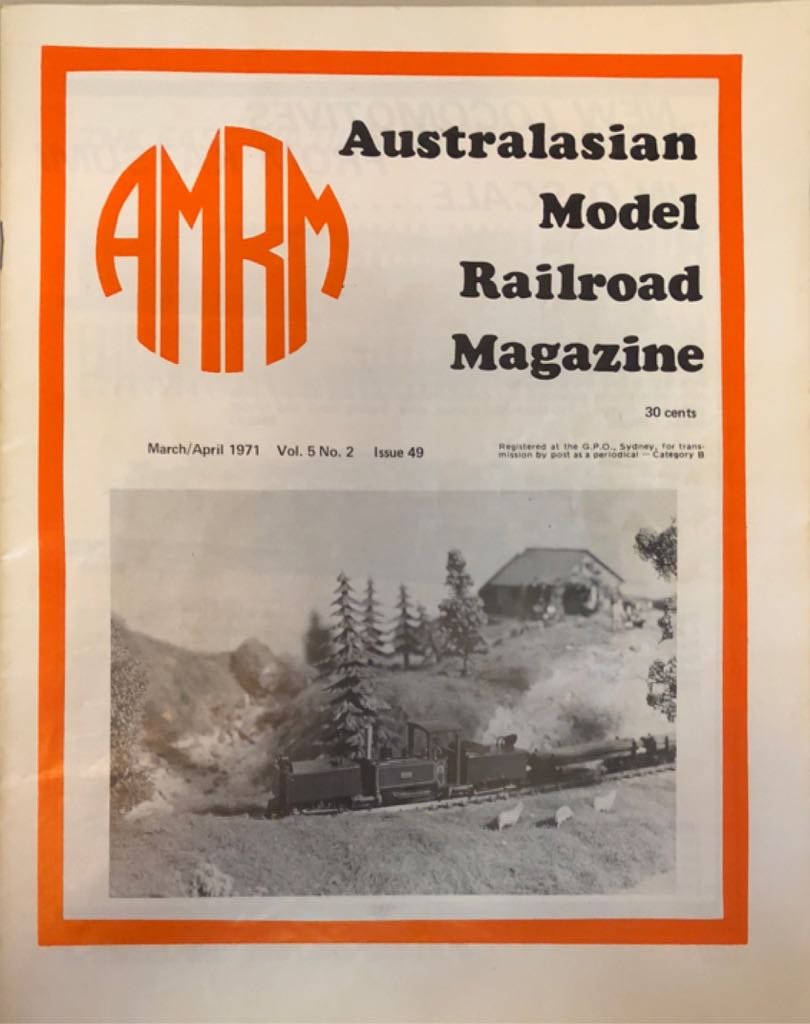 AMRM
Australasian
Model
Railroad
Magazine
30 cents
March/April 1971 Vol. 5 No. 2 Issue 49
Registered at the G.P.O., Sydney, for trans-
mission by post as a periodical — Category B